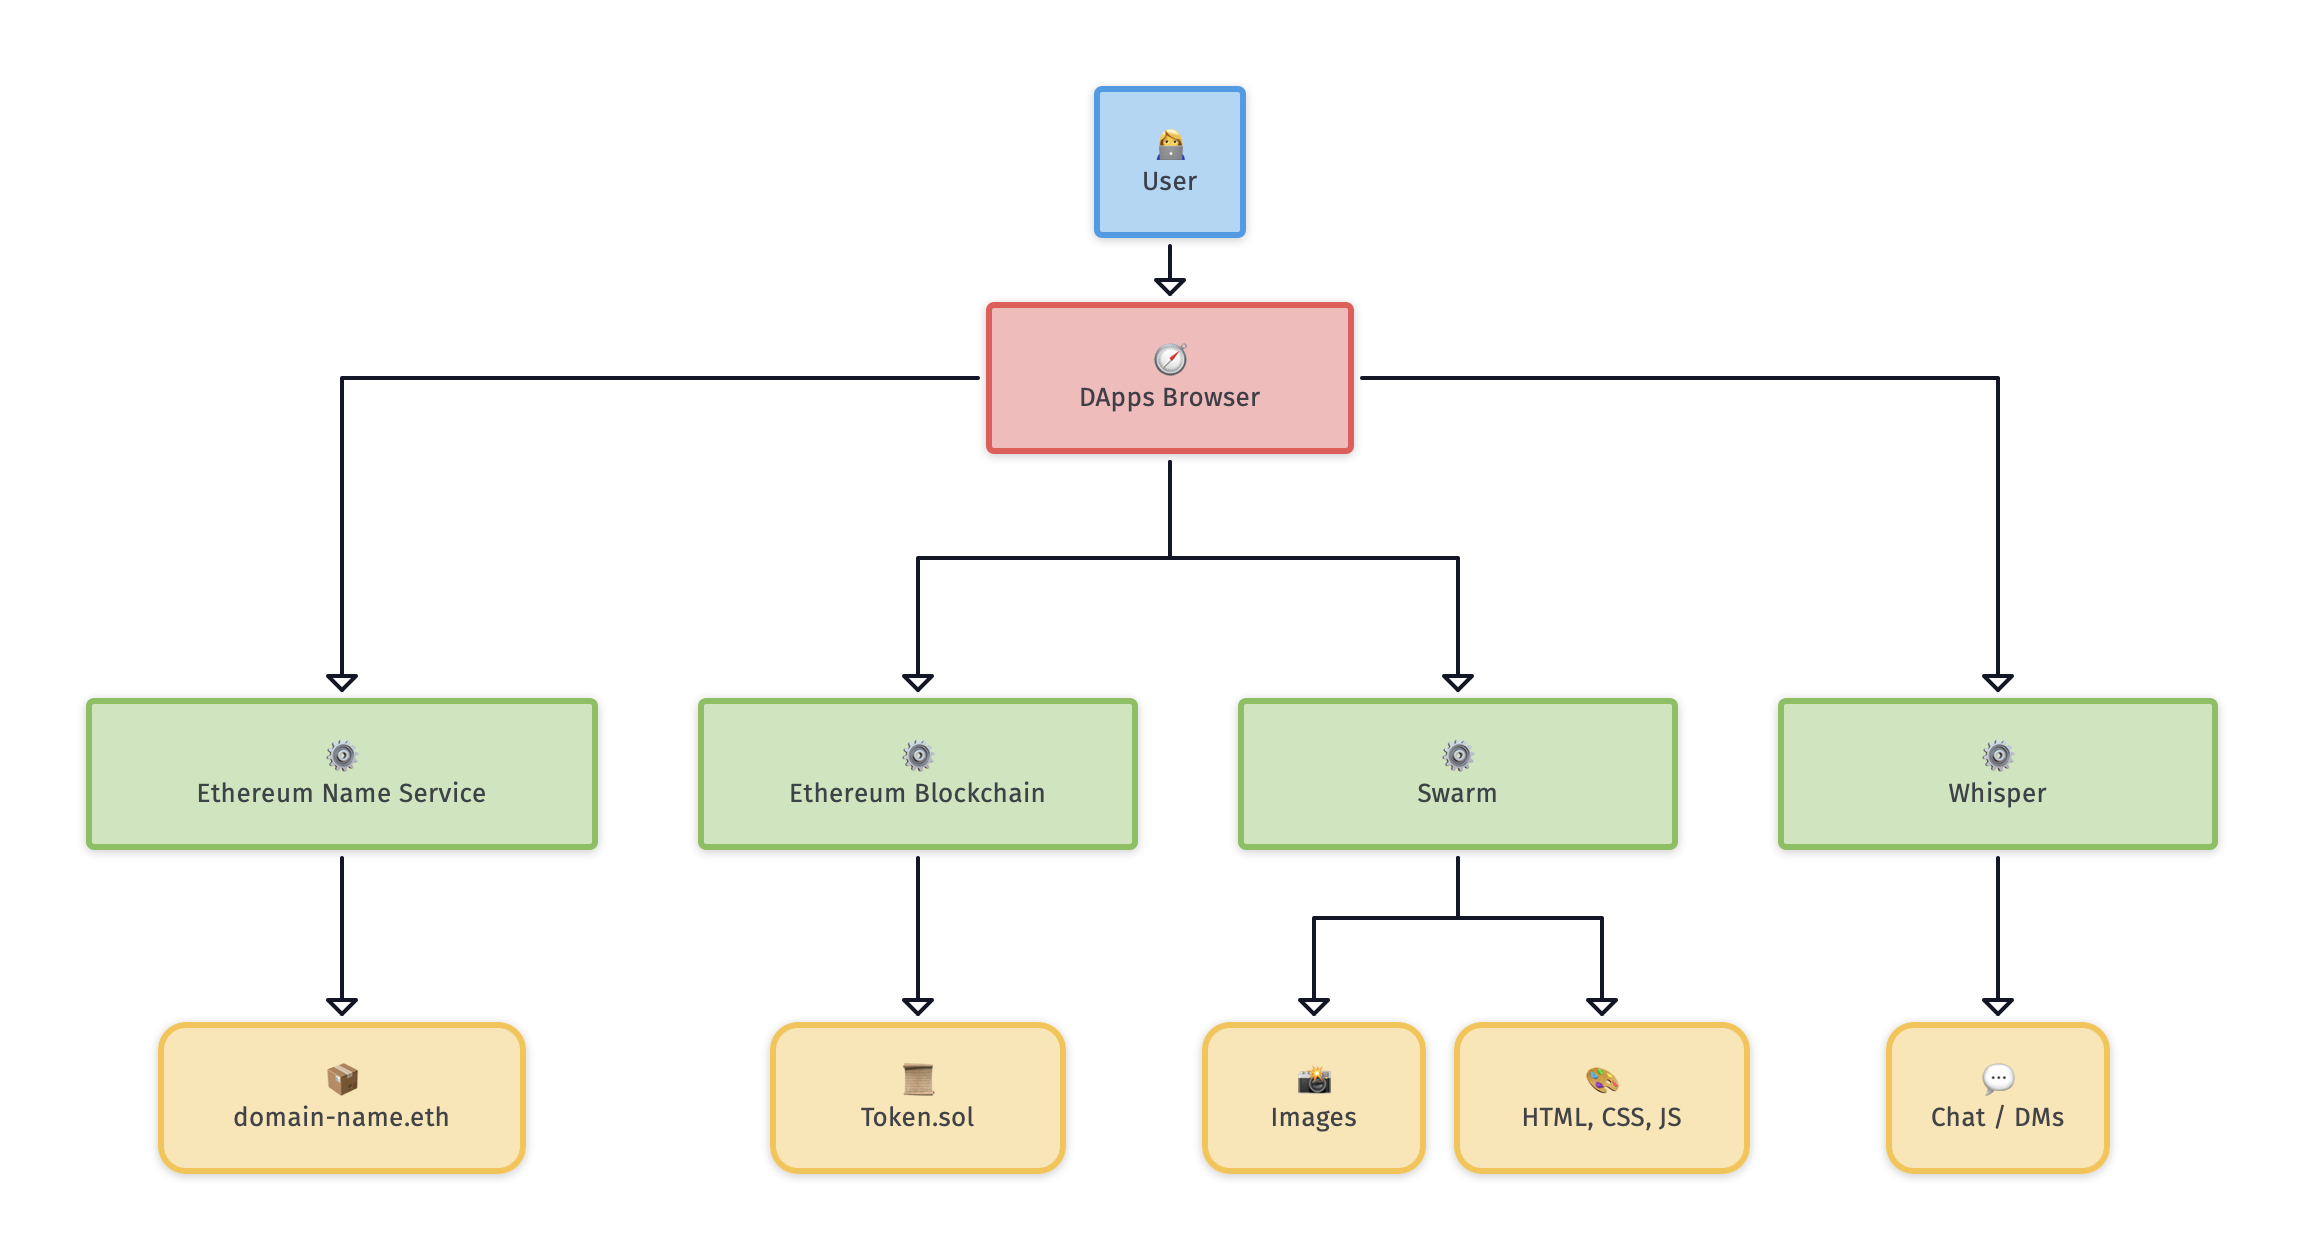 User
DApps Browser
Ethereum Name Service
Ethereum Blockchain
Swarm
Whisper
domain-name.eth
Token.sol
Images
HTML, CSS, JS
Chat / DMs